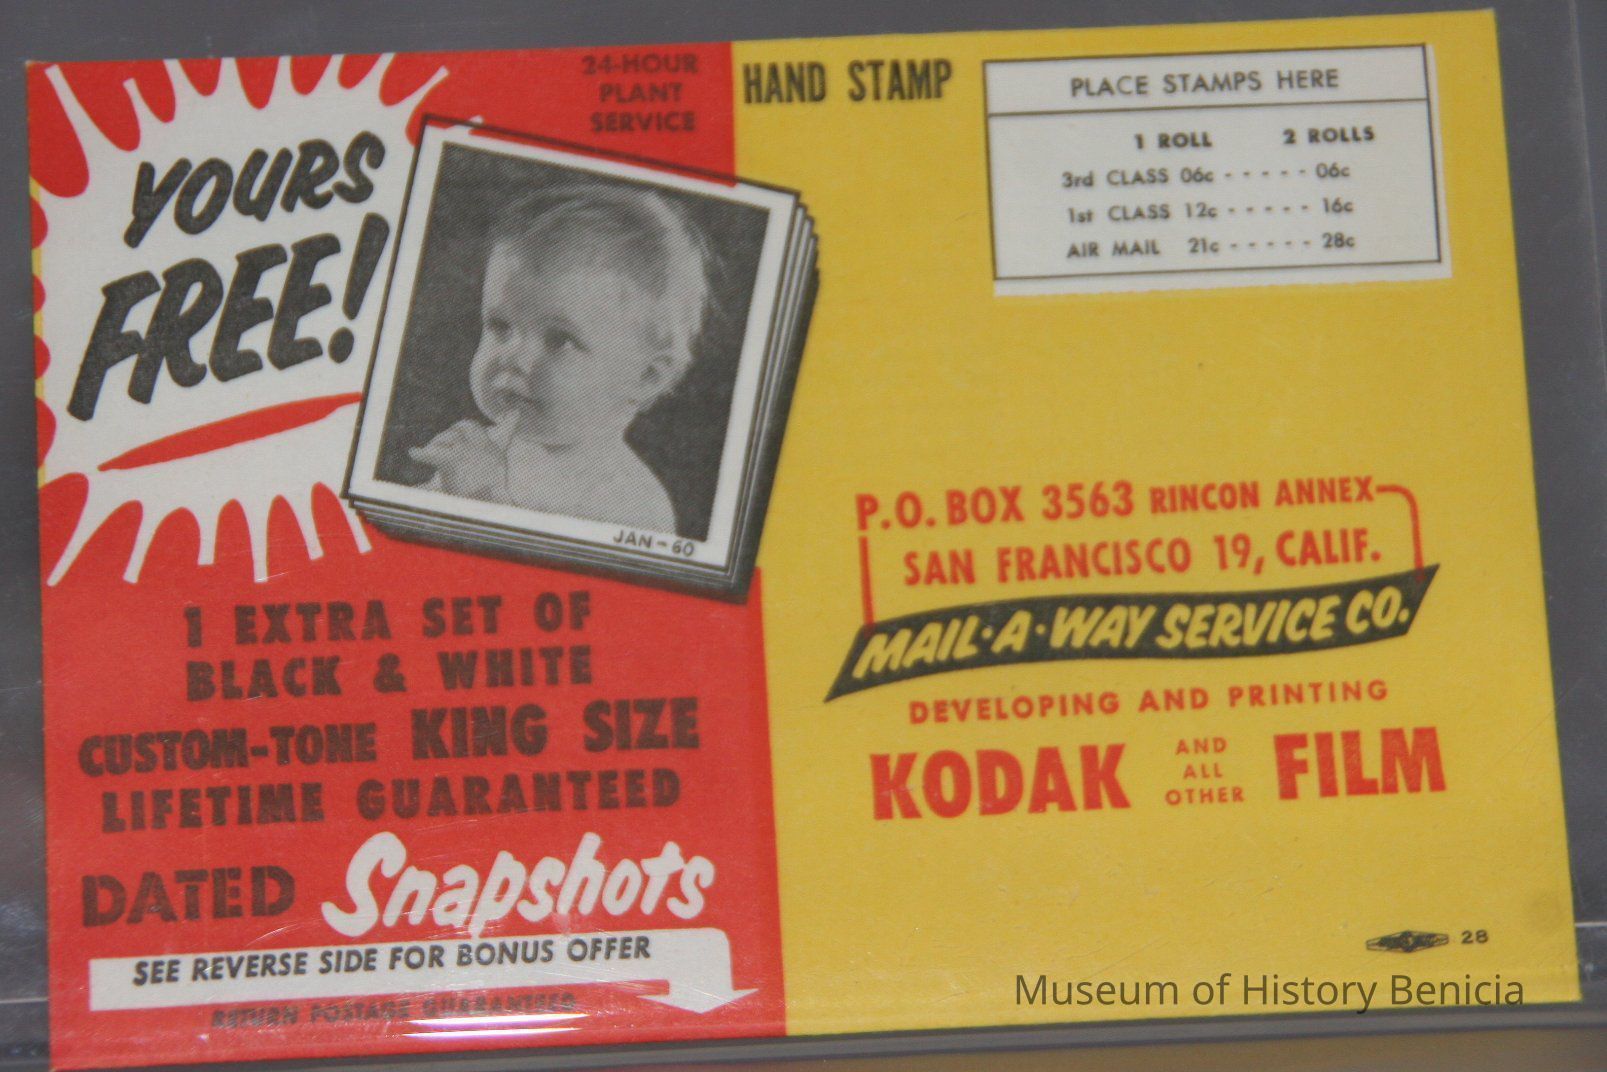 YOURS
FREE!
24-HOUR
PLANT
SERVICE
JAN-60
1 EXTRA SET OF
BLACK & WHITE
CUSTOM-TONE KING SIZE
LIFETIME GUARANTEED
DATED Snapshots
SEE REVERSE SIDE FOR BONUS OFFER
RETURN POSTAGE GUARANTEED
HAND STAMP
PLACE STAMPS HERE
1 ROLL 2 ROLLS
3rd CLASS 06c - - - - - 06c
1st CLASS 12c - - - - - 16c
AIR MAIL 21c - - - - - 28c
P.O. BOX 3563 RINCON ANNEX
SAN FRANCISCO 19, CALIF.
MAIL·A·WAY SERVICE CO.
DEVELOPING AND PRINTING
KODAK AND ALL OTHER FILM
28
Museum of History Benicia